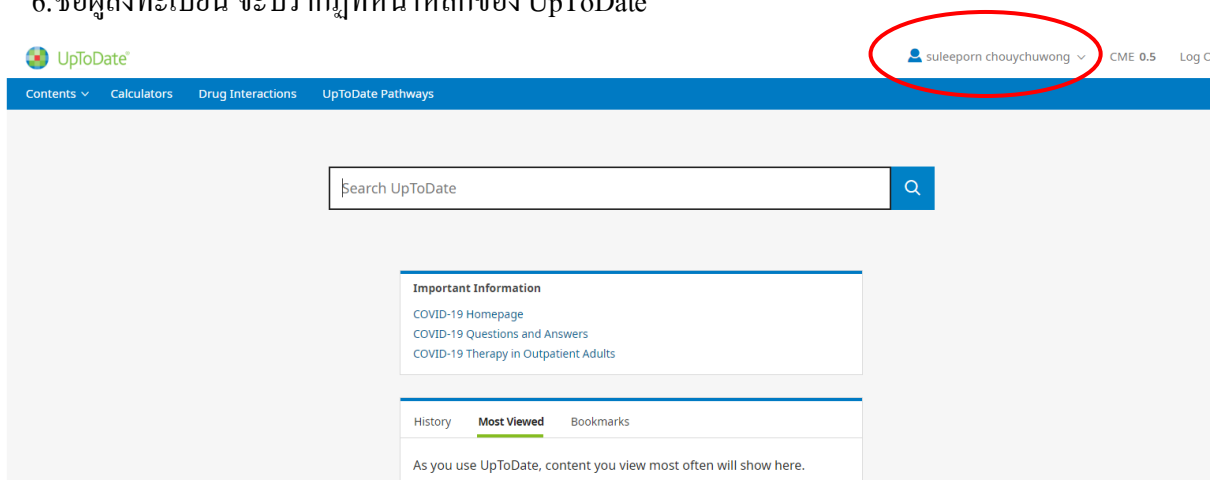 6.ชื่อผู้ลงทะเบียน จะปรากฏที่หน้าหลักของ UpToDate
UpToDate®
suleeporn chouychuwong
CME 0.5
Log
Contents Calculators Drug Interactions UpToDate Pathways
Search UpToDate
Important Information
COVID-19 Homepage
COVID-19 Questions and Answers
COVID-19 Therapy in Outpatient Adults
History Most Viewed Bookmarks
As you use UpToDate, content you view most often will show here.